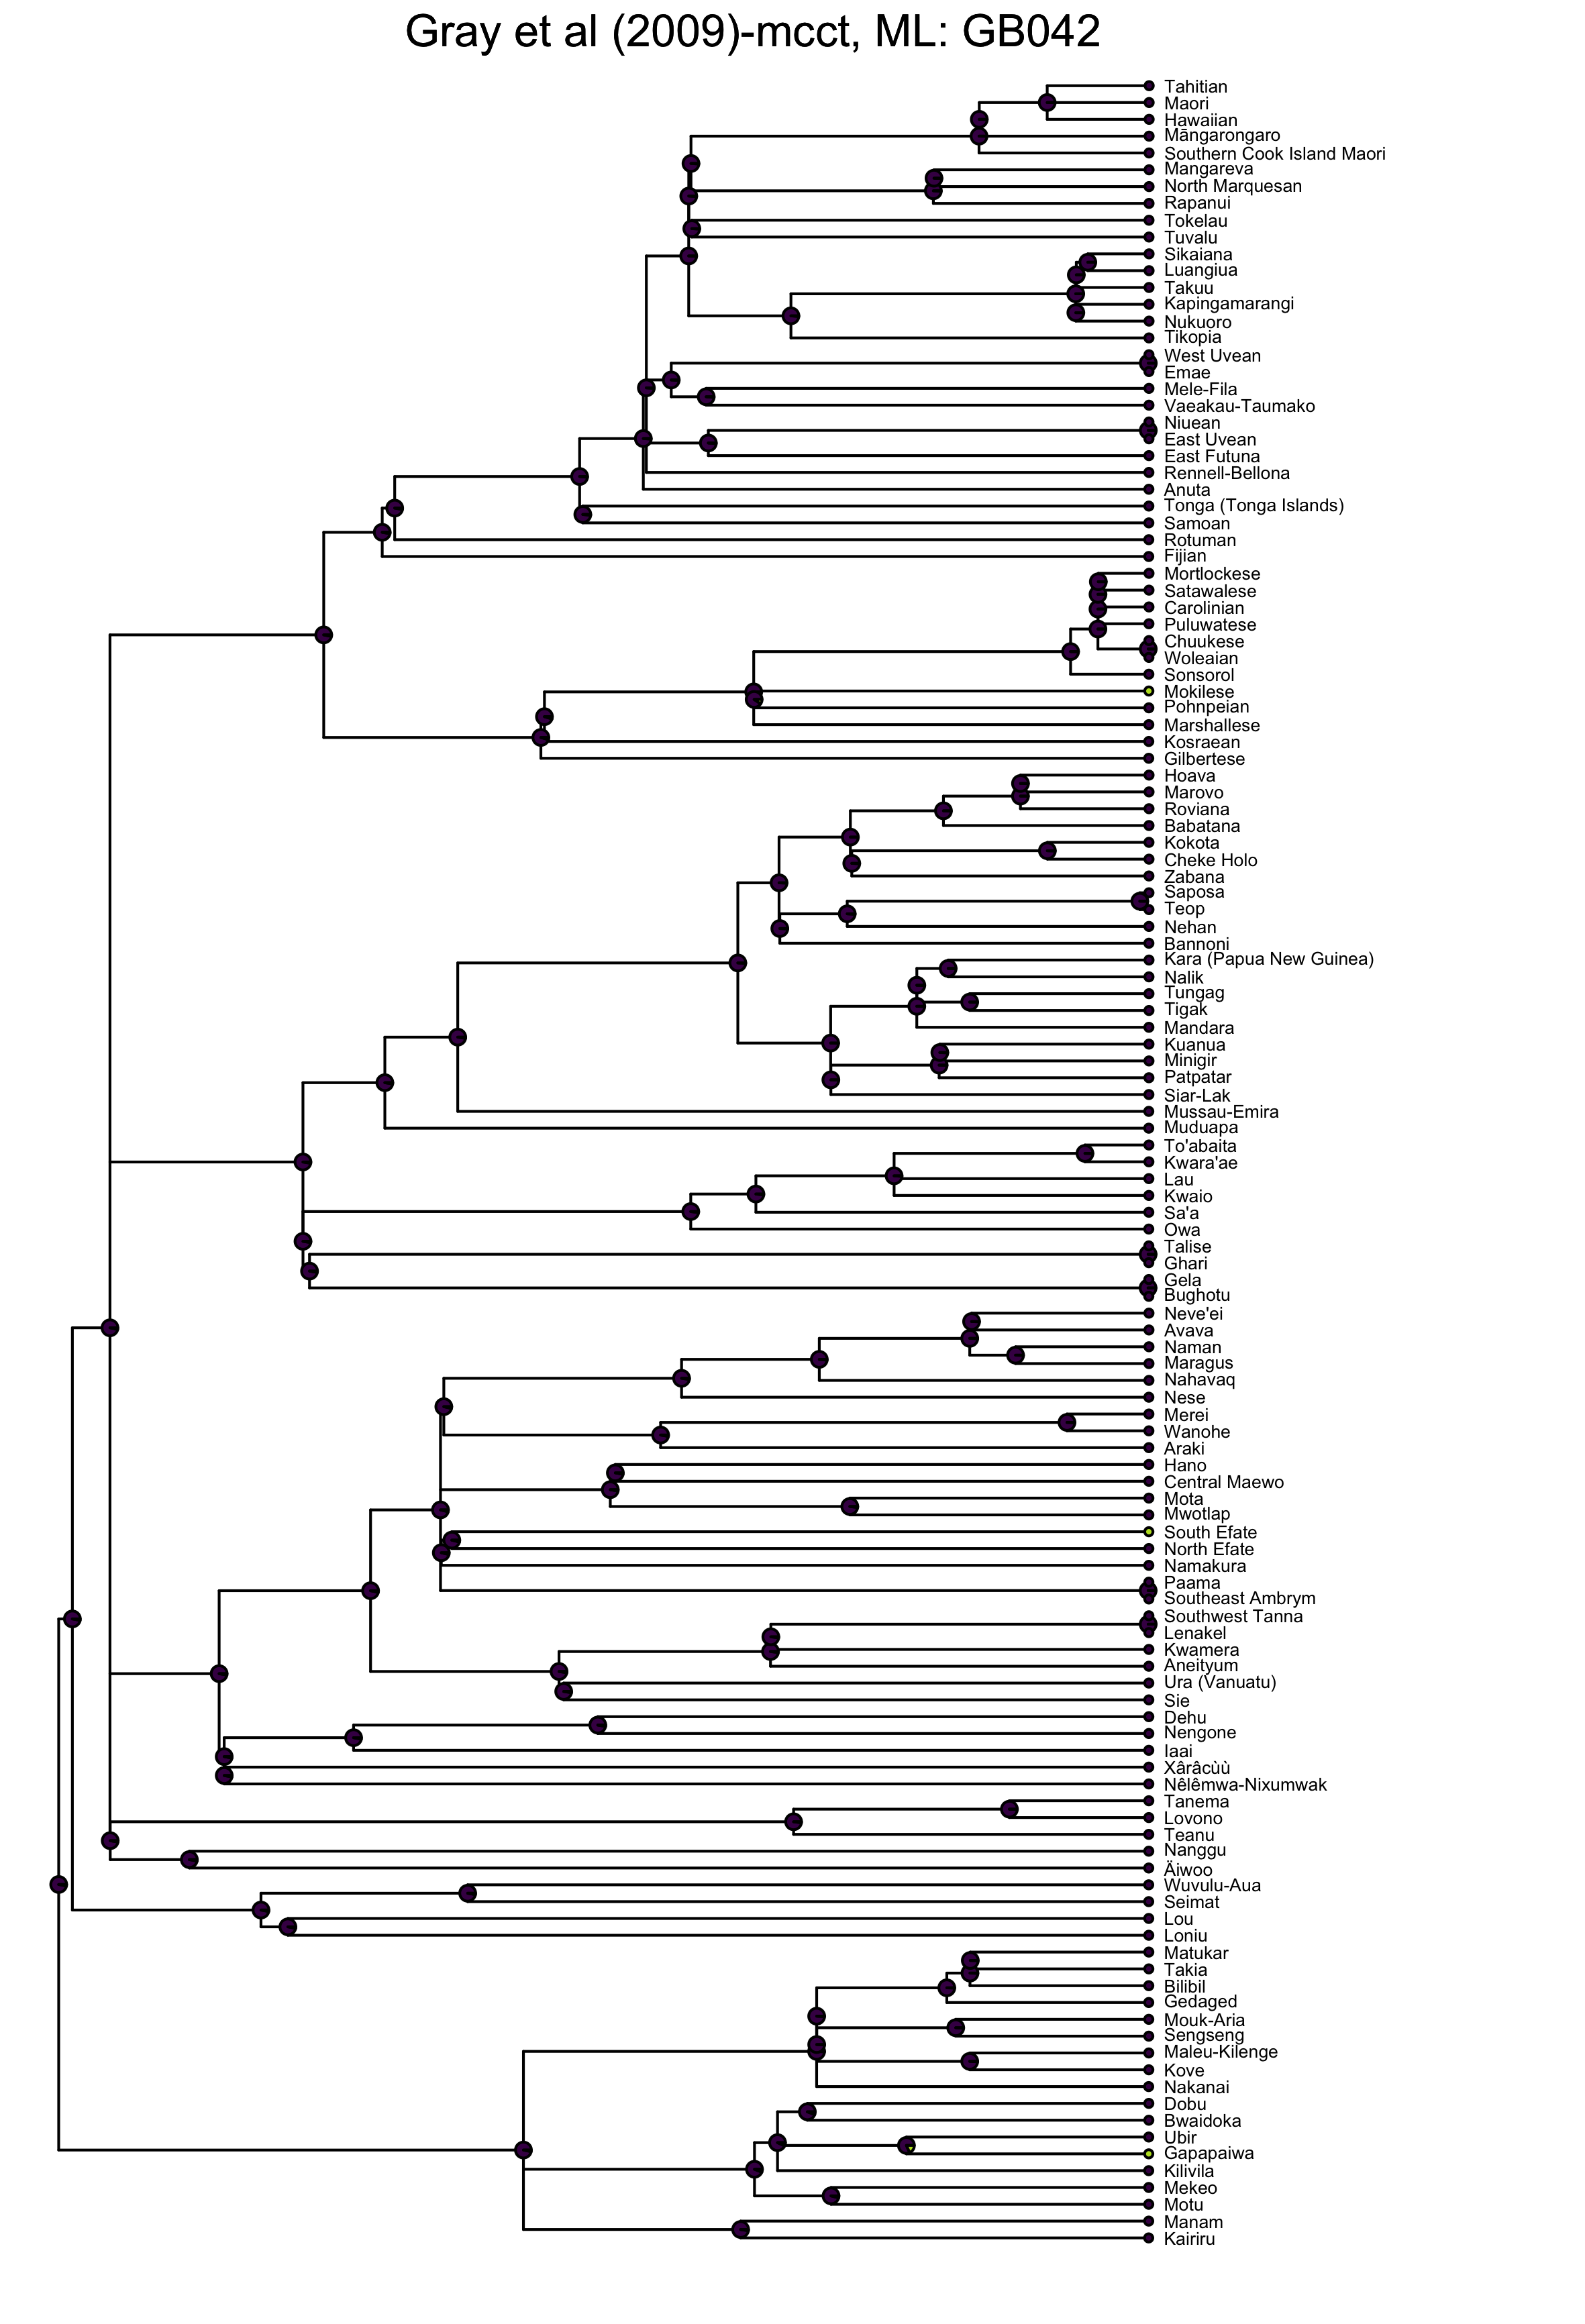 Gray et al (2009)-mcct, ML: GB042
Tahitian
Maori
Hawaiian
Māngarongaro
Southern Cook Island Maori
Mangareva
North Marquesan
Rapanui
Tokelau
Tuvalu
Sikaiana
Luangiua
Takuu
Kapingamarangi
Nukuoro
Tikopia
West Uvean
Emae
Mele-Fila
Vaeakau-Taumako
Niuean
East Uvean
East Futuna
Rennell-Bellona
Anuta
Tonga (Tonga Islands)
Samoan
Rotuman
Fijian
Mortlockese
Satawalese
Carolinian
Puluwatese
Chuukese
Woleaian
Sonsorol
Mokilese
Pohnpeian
Marshallese
Kosraean
Gilbertese
Hoava
Marovo
Roviana
Babatana
Kokota
Cheke Holo
Zabana
Saposa
Teop
Nehan
Bannoni
Kara (Papua New Guinea)
Nalik
Tungag
Tigak
Mandara
Kuanua
Minigir
Patpatar
Siar-Lak
Mussau-Emira
Muduapa
To'abaita
Kwara'ae
Lau
Kwaio
Sa'a
Owa
Talise
Ghari
Gela
Bughotu
Neve'ei
Avava
Naman
Maragus
Nahavaq
Nese
Merei
Wanohe
Araki
Hano
Central Maewo
Mota
Mwotlap
South Efate
North Efate
Namakura
Paama
Southeast Ambrym
Southwest Tanna
Lenakel
Kwamera
Aneityum
Ura (Vanuatu)
Sie
Dehu
Nengone
Iaai
Xârâcùù
Nêlêmwa-Nixumwak
Tanema
Lovono
Teanu
Nanggu
Äiwoo
Wuvulu-Aua
Seimat
Lou
Loniu
Matukar
Takia
Bilibil
Gedaged
Mouk-Aria
Sengseng
Maleu-Kilenge
Kove
Nakanai
Dobu
Bwaidoka
Ubir
Gapapaiwa
Kilivila
Mekeo
Motu
Manam
Kairiru